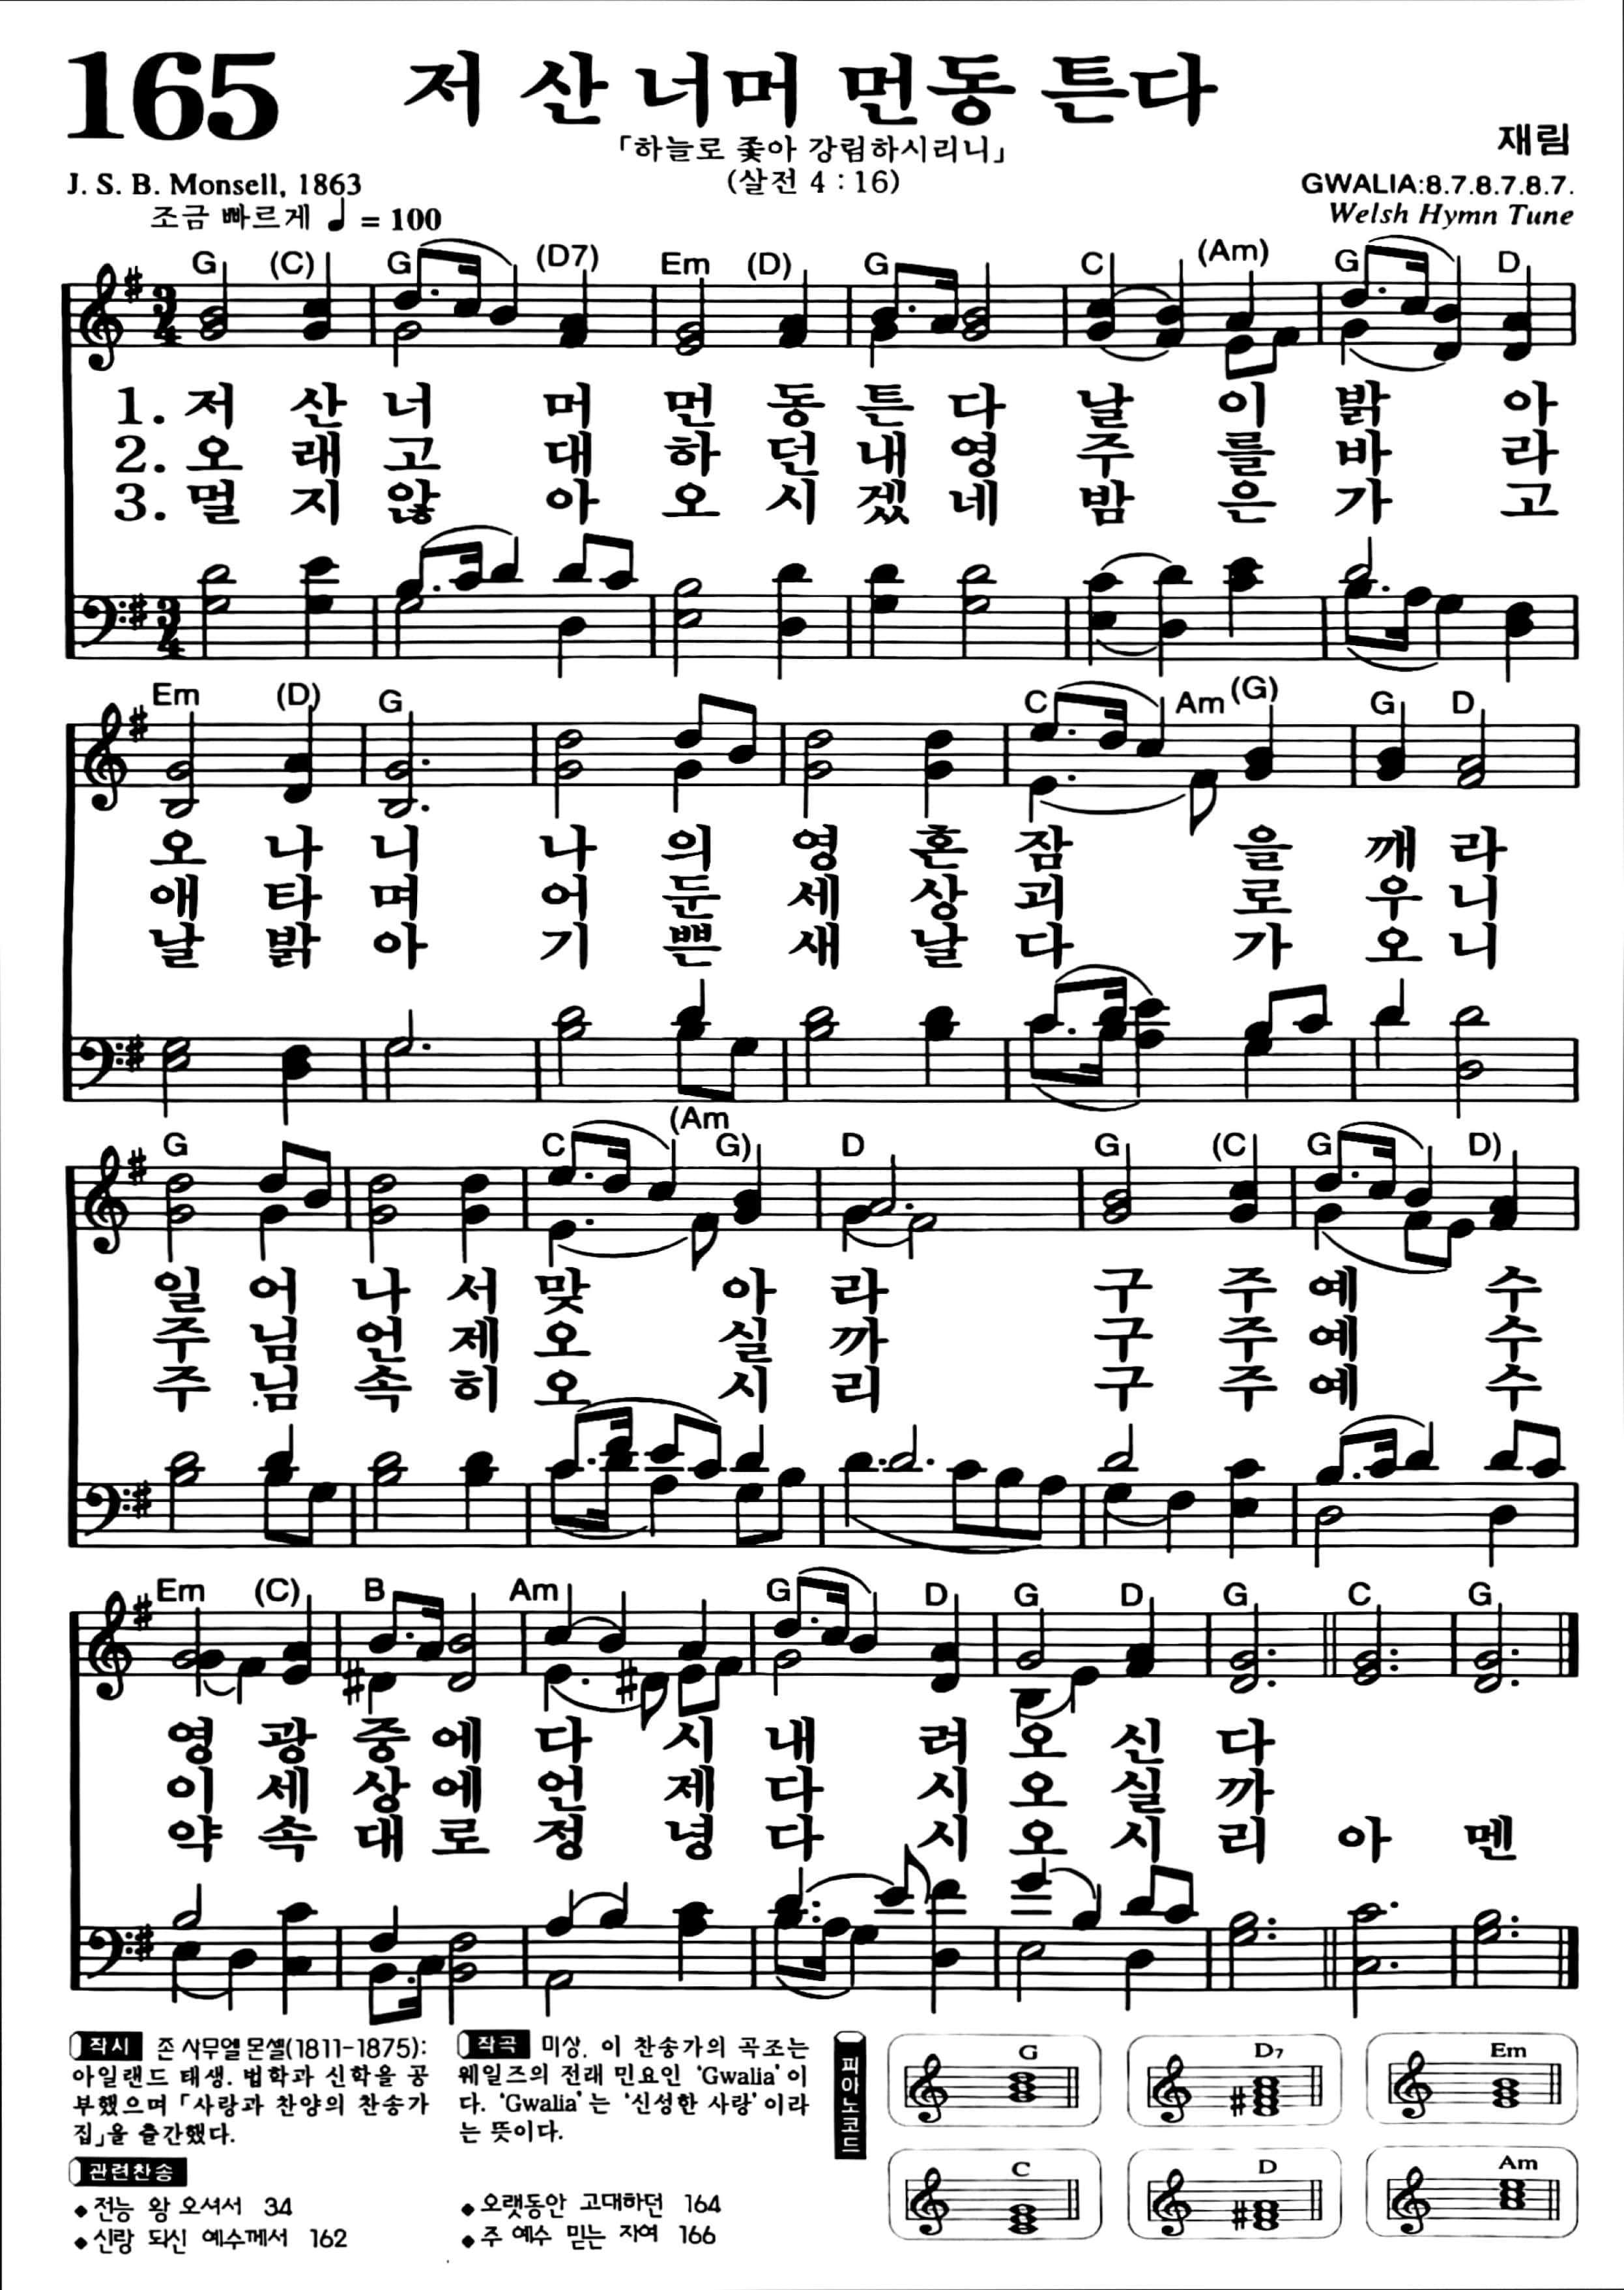 165 저 산 너머 먼동 튼다
「하늘로 좇아 강림하시리니」
재림
J. S. B. Monsell, 1863 (살전 4 : 16) GWALIA:8.7.8.7.8.7.
조금 빠르게 ♩ = 100 Welsh Hymn Tune
G (C) G (D7) Em (D) G C (Am) G D
1. 저 산 너 머 먼 동 튼 다 날 이 밝 아
2. 오 래 고 대 하 던 내 영 주 를 바 라
3. 멀 지 않 아 오 시 겠 네 밤 은 가 고
Em (D) G C Am (G) G D
오 나 니 나 의 영 혼 잠 을 깨 라
애 타 며 어 둔 세 상 괴 로 우 니
날 밝 아 기 쁜 새 날 다 가 오 니
G C (Am G) D G (C G D)
일 어 나 서 맞 아 라 구 주 예 수
주 님 언 제 오 실 까 구 주 예 수
주 님 속 히 오 시 리 구 주 예 수
Em (C) B Am G D G D G C G
영 광 중 에 다 시 내 려 오 신 다
이 세 상 에 언 제 다 시 오 실 까
약 속 대 로 정 녕 다 시 오 시 리 아 멘
작시 존 사무엘 몬셀(1811-1875):
아일랜드 태생. 법학과 신학을 공
부했으며 「사랑과 찬양의 찬송가
집」을 출간했다.
작곡 미상. 이 찬송가의 곡조는
웨일즈의 전래 민요인 ‘Gwalia’이
다. ‘Gwalia’는 ‘신성한 사랑’이라
는 뜻이다.
관련찬송
◆전능 왕 오셔서 34
◆신랑 되신 예수께서 162
◆오랫동안 고대하던 164
◆주 예수 믿는 자여 166
피아노코드
G D7 Em
C D Am